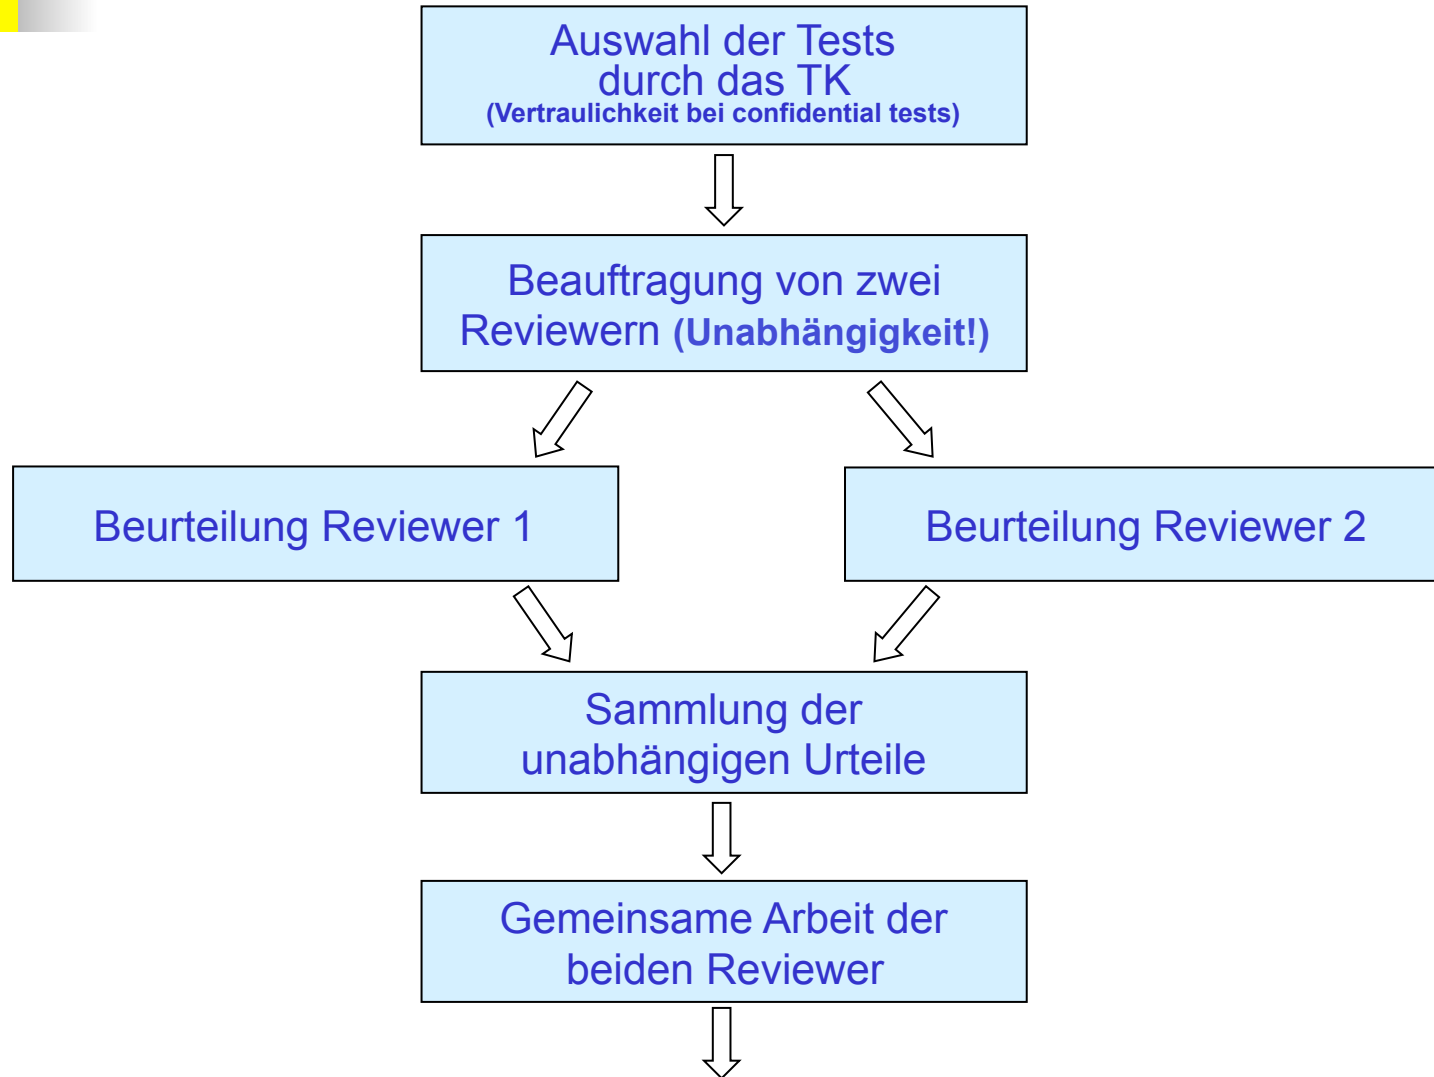 Auswahl der Tests
durch das TK
(Vertraulichkeit bei confidential tests)
Beauftragung von zwei
Reviewern (Unabhängigkeit!)
Beurteilung Reviewer 1
Beurteilung Reviewer 2
Sammlung der
unabhängigen Urteile
Gemeinsame Arbeit der
beiden Reviewer